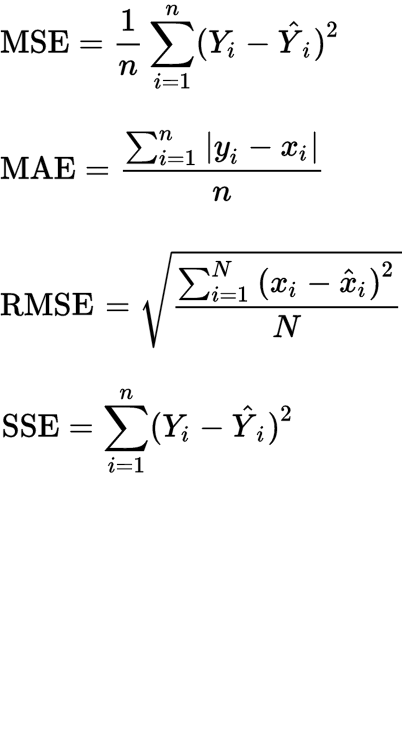 MSE = \frac{1}{n} \sum_{i=1}^{n} (Y_i - \hat{Y}_i)^2
MAE = \frac{\sum_{i=1}^{n} |y_i - x_i|}{n}
RMSE = \sqrt{\frac{\sum_{i=1}^{N} (x_i - \hat{x}_i)^2}{N}}
SSE = \sum_{i=1}^{n} (Y_i - \hat{Y}_i)^2